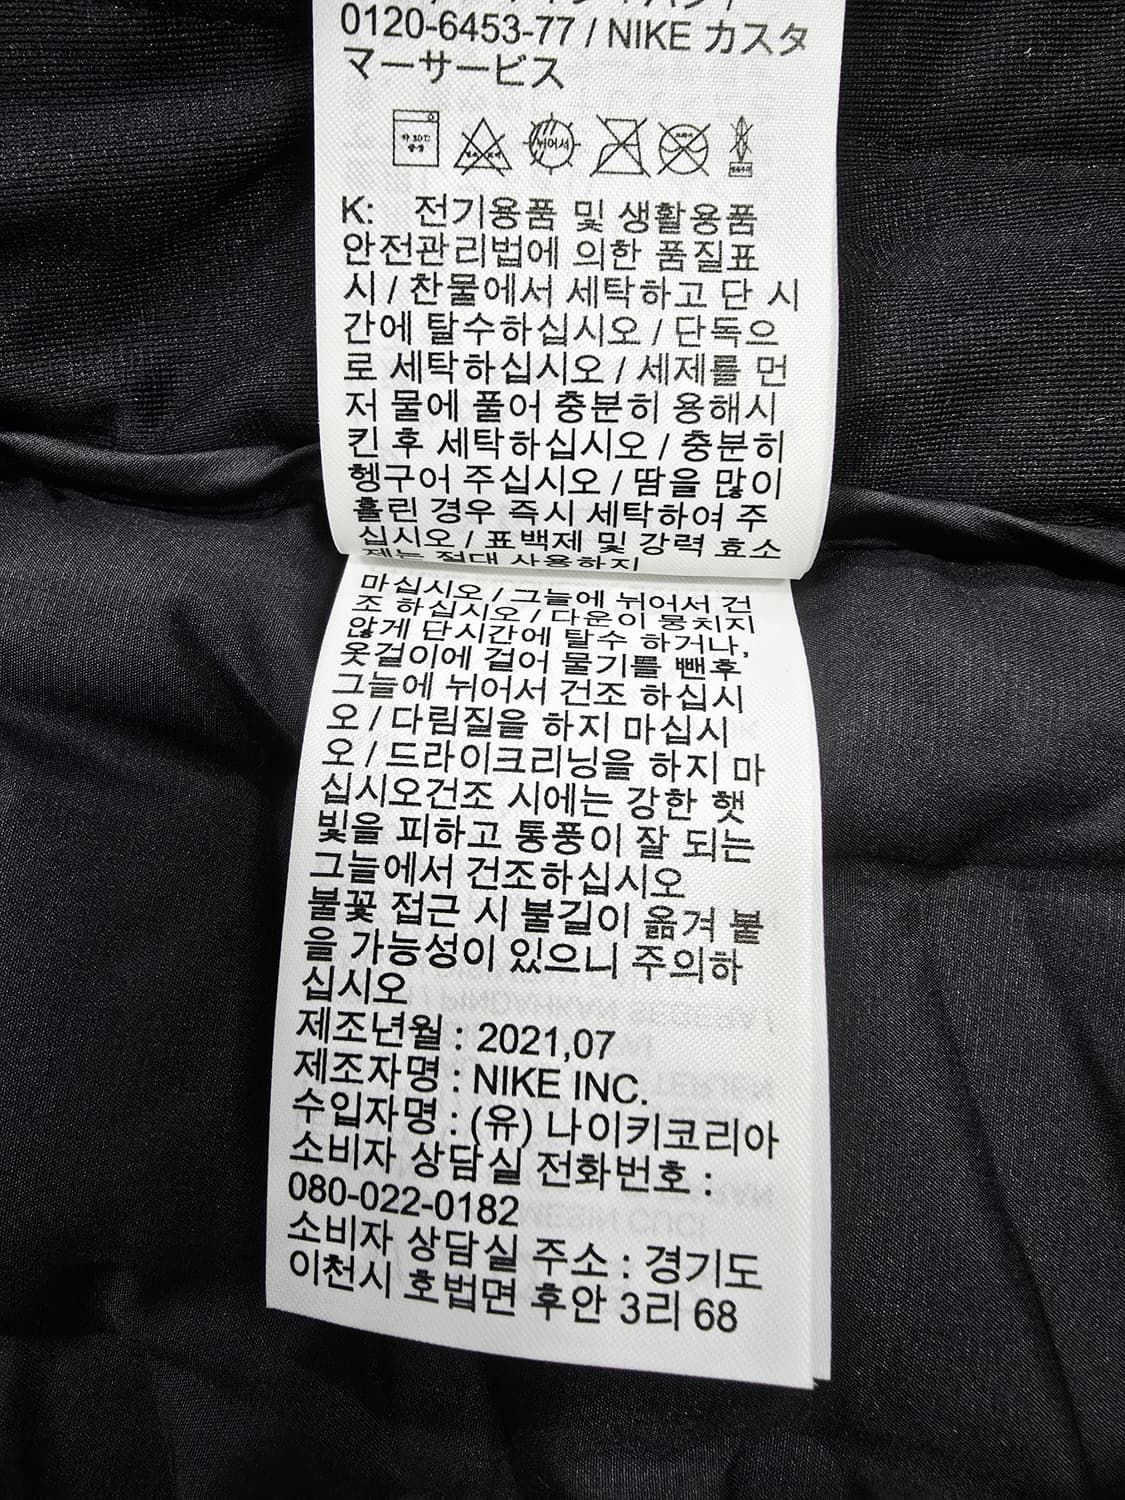 0120-6453-77 / NIKE カスタ
マーサービス
약 30℃
중성
뉘어서
K: 전기용품 및 생활용품
안전관리법에 의한 품질표
시 / 찬물에서 세탁하고 단 시
간에 탈수하십시오 / 단독으
로 세탁하십시오 / 세제를 먼
저 물에 풀어 충분히 용해시
킨 후 세탁하십시오 / 충분히
헹구어 주십시오 / 땀을 많이
흘린 경우 즉시 세탁하여 주
십시오 / 표백제 및 강력 효소
제는 절대 사용하지
마십시오 / 그늘에 뉘어서 건
조 하십시오 / 다운이 뭉치지
않게 단시간에 탈수 하거나,
옷걸이에 걸어 물기를 뺀후
그늘에 뉘어서 건조 하십시
오 / 다림질을 하지 마십시
오 / 드라이크리닝을 하지 마
십시오건조 시에는 강한 햇
빛을 피하고 통풍이 잘 되는
그늘에서 건조하십시오
불꽃 접근 시 불길이 옮겨 붙
을 가능성이 있으니 주의하
십시오
제조년월 : 2021,07
제조자명 : NIKE INC.
수입자명 : (유) 나이키코리아
소비자 상담실 전화번호 :
080-022-0182
소비자 상담실 주소 : 경기도
이천시 호법면 후안 3리 68